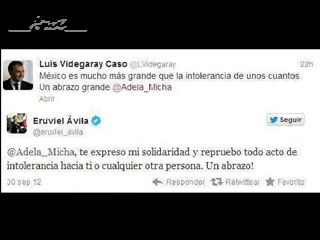 Luis Videgaray Caso @LVidegaray 22h
México es mucho más grande que la intolerancia de unos cuantos.
Un abrazo grande @Adela_Micha
Abrir
Eruviel Ávila
@eruviel_avila
Seguir
@Adela_Micha, te expreso mi solidaridad y repruebo todo acto de
intolerancia hacia ti o cualquier otra persona. Un abrazo!
30 sep 12 Responder Retwittear Favorito